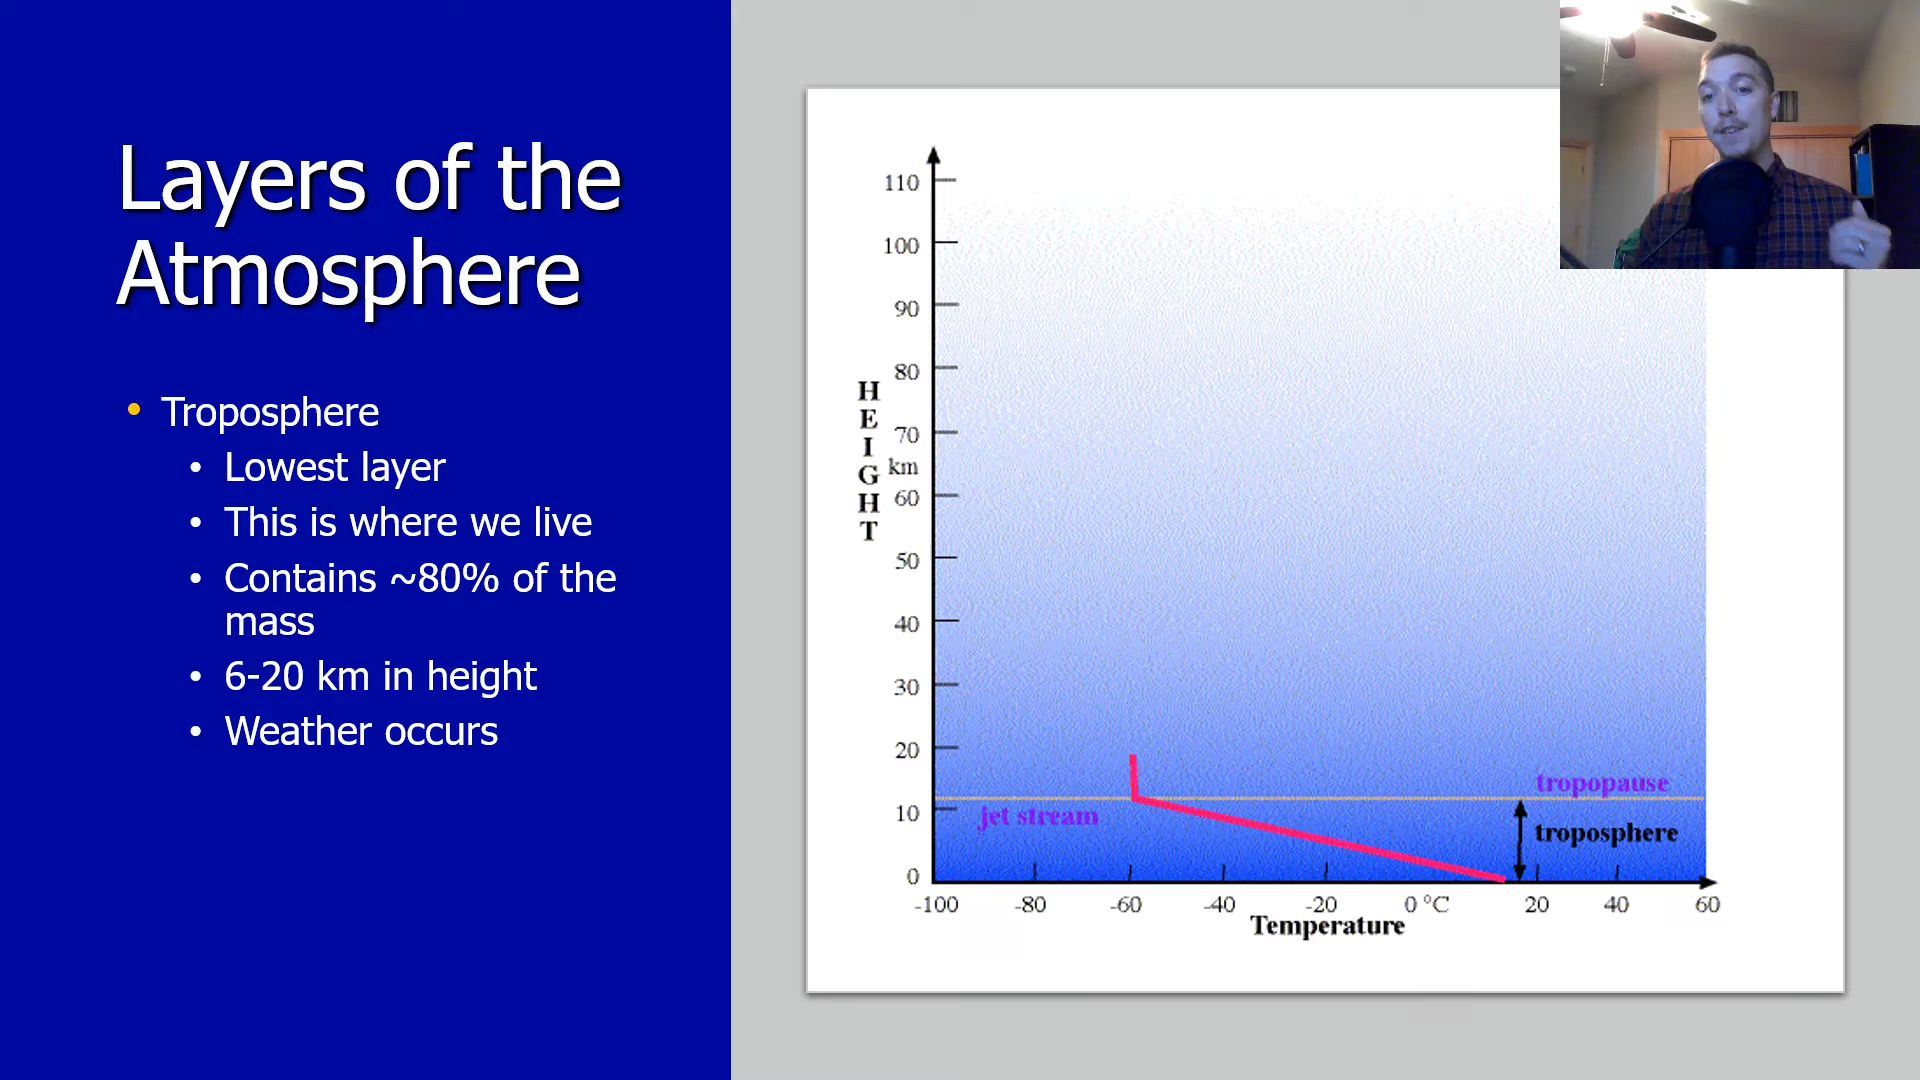 Layers of the
Atmosphere
• Troposphere
• Lowest layer
• This is where we live
• Contains ~80% of the
mass
• 6-20 km in height
• Weather occurs
110
100
90
80
70
km
60
50
40
30
20
10
0
HEIGHT
tropopause
jet stream
troposphere
-100 -80 -60 -40 -20 0 °C 20 40 60
Temperature